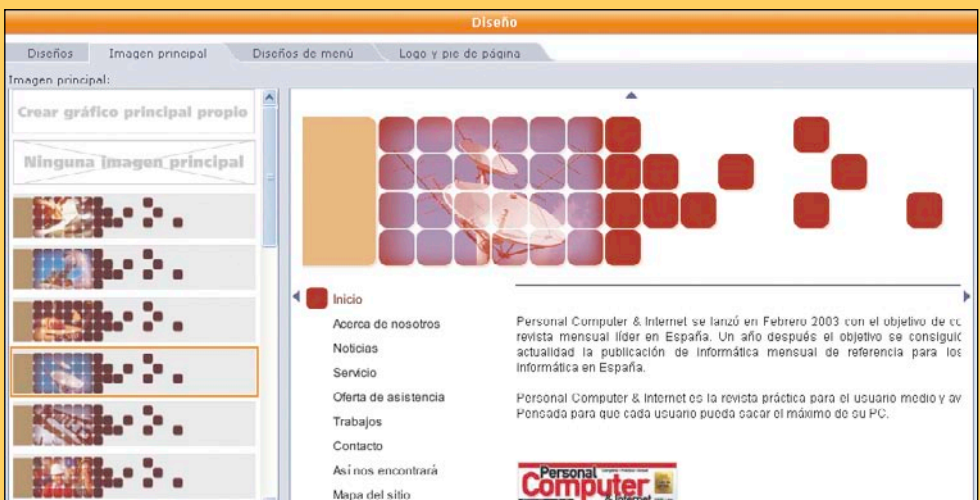 Diseño
Diseños
Imagen principal
Diseños de menú
Logo y pie de página
Imagen principal:
Crear gráfico principal propio
Ninguna imagen principal
Inicio
Acerca de nosotros
Noticias
Servicio
Oferta de asistencia
Trabajos
Contacto
Así nos encontrará
Mapa del sitio
Personal Computer & Internet se lanzó en Febrero 2003 con el objetivo de
revista mensual líder en España. Un año después el objetivo se
actualidad la publicación de informática mensual de referencia para los
informática en España.
Personal Computer & Internet es la revista práctica para el usuario medio y
Pensada para que cada usuario pueda sacar el máximo de su PC.
Personal
Computer
& Internet